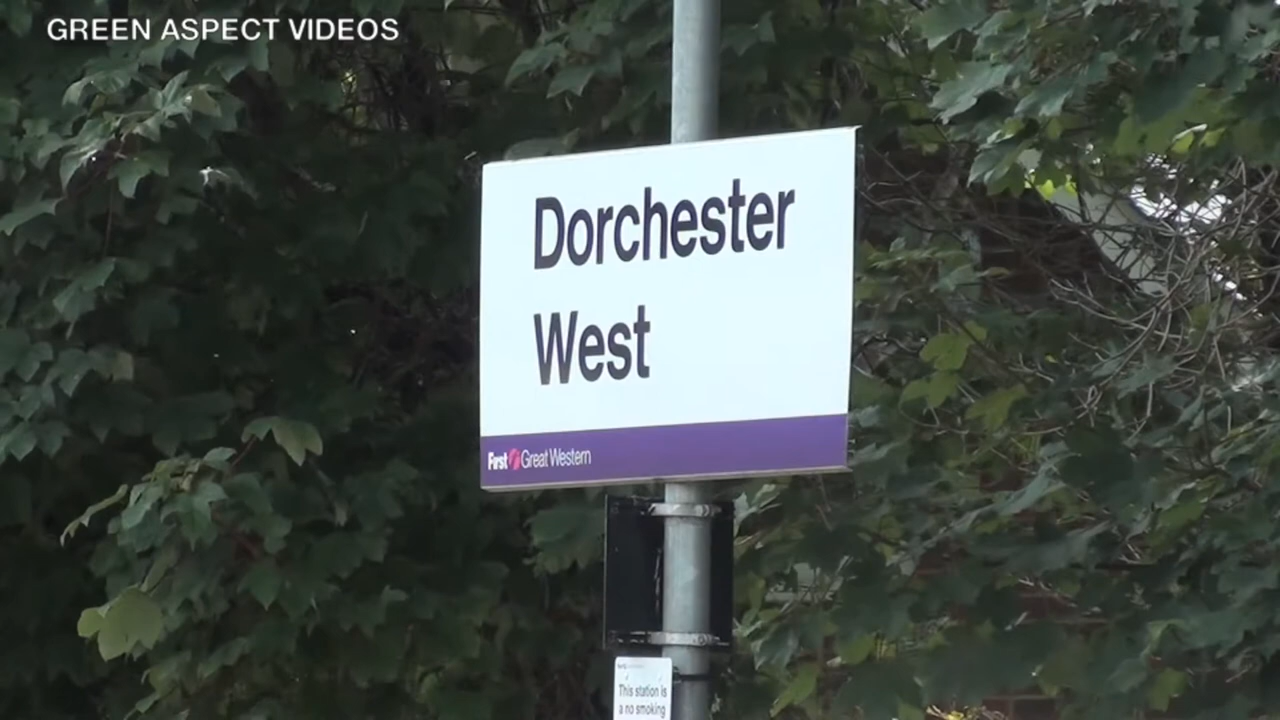 GREEN ASPECT VIDEOS
Dorchester
West
First Great Western
This station is
a no smoking